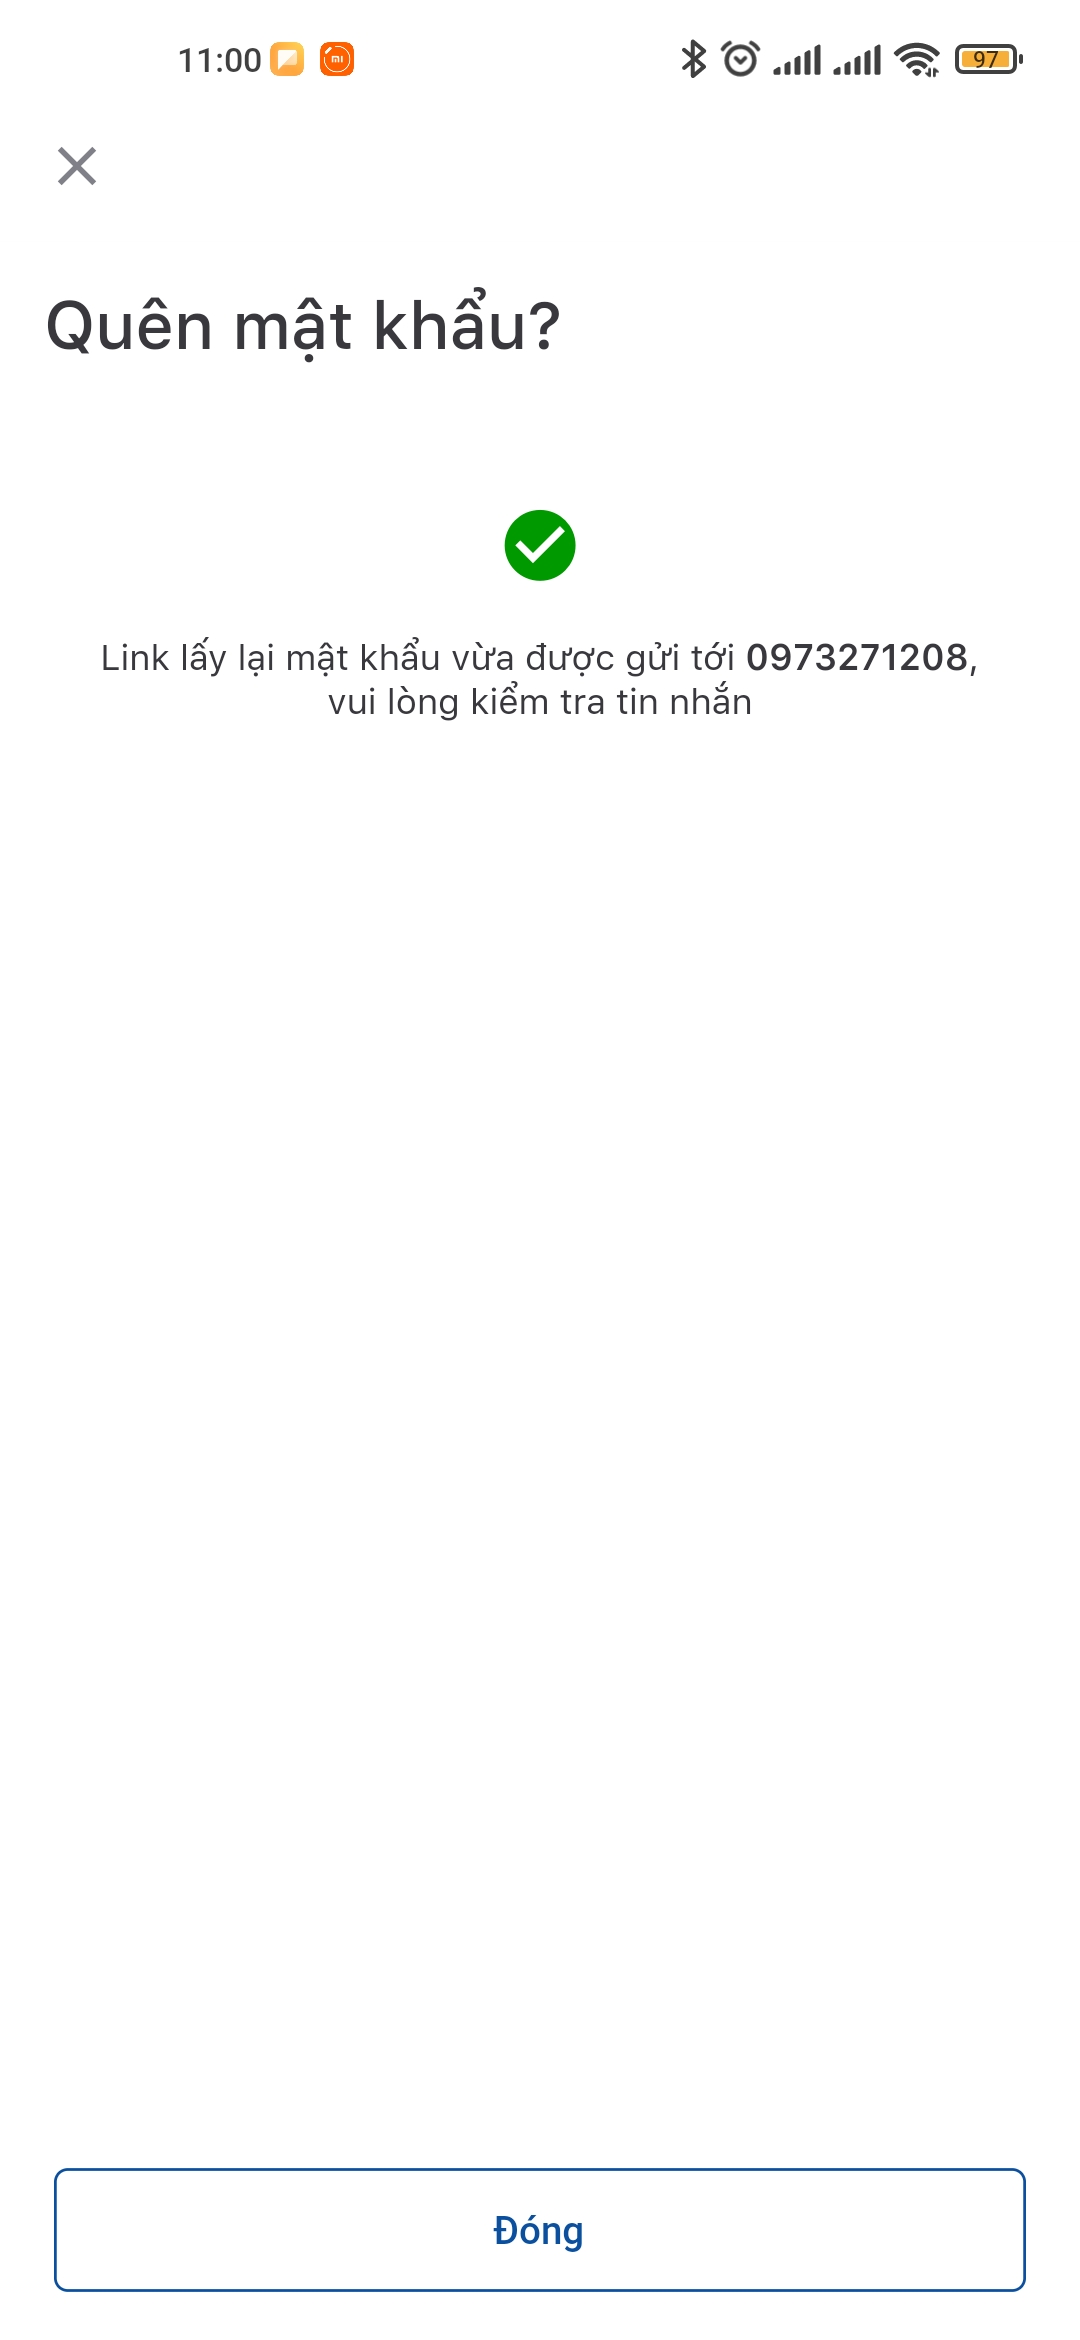 11:00
97
Quên mật khẩu?
Link lấy lại mật khẩu vừa được gửi tới 0973271208,
vui lòng kiểm tra tin nhắn
Đóng